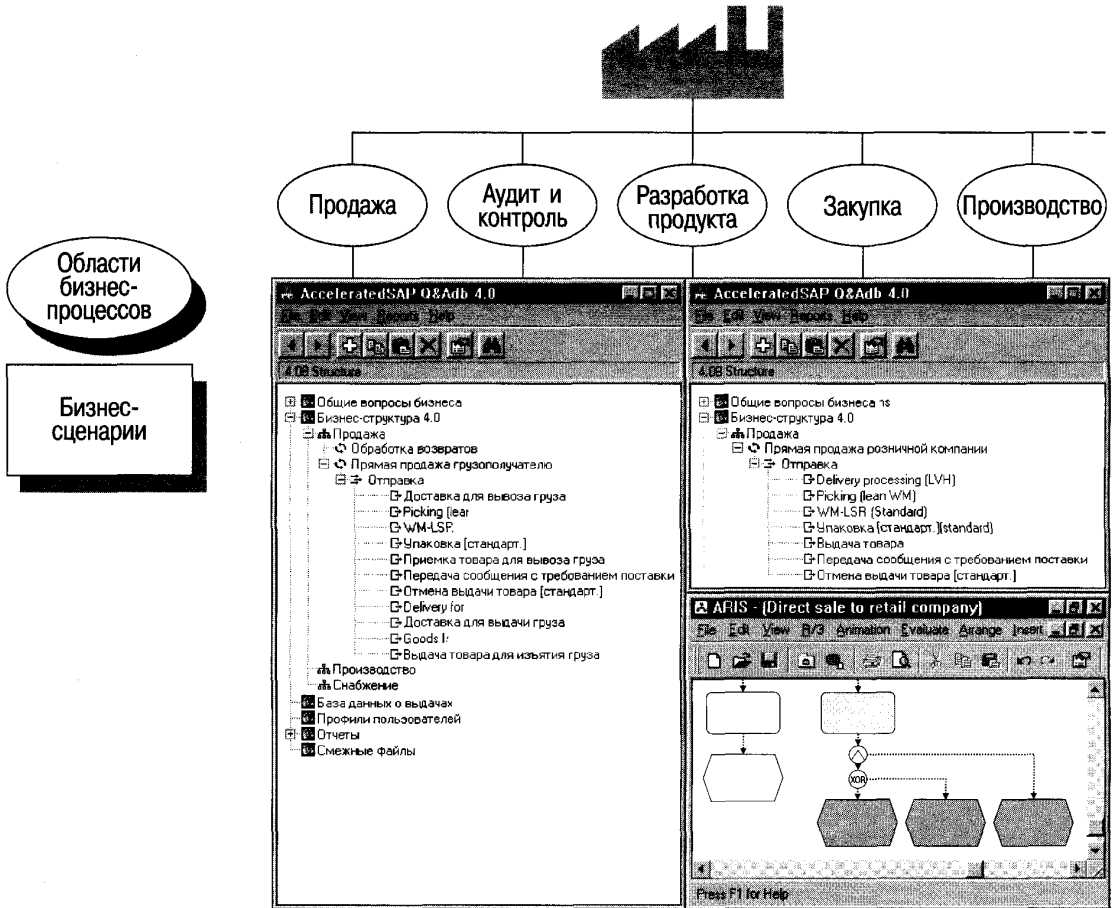 Продажа
Аудит и
контроль
Разработка
продукта
Закупка
Производство
Области
бизнес-
процессов
Бизнес-
сценарии
AcceleratedSAP Q&Adb 4.0
File Edit View Reports Help
4.0B Structure
Общие вопросы бизнеса
Бизнес-структура 4.0
Продажа
Обработка возвратов
Прямая продажа грузополучателю
Отправка
Доставка для вывоза груза
Picking (lear
WM-LSR
Упаковка [стандарт.]
Приемка товара для вывоза груза
Передача сообщения с требованием поставки
Отмена выдачи товара [стандарт.]
Delivery for
Доставка для выдачи груза
Goods I
Выдача товара для изъятия груза
Производство
Снабжение
База данных о выдачах
Профили пользователей
Отчеты
Смежные файлы
AcceleratedSAP Q&Adb 4.0
File Edit View Reports Help
4.0B Structure
Общие вопросы бизнеса ns
Бизнес-структура 4.0
Продажа
Прямая продажа розничной компании
Отправка
Delivery processing (LVH)
Picking (lean WM)
WM-LSR (Standard)
Упаковка [стандарт.](standard)
Выдача товара
Передача сообщения с требованием поставки
Отмена выдачи товара [стандарт.]
ARIS - (Direct sale to retail company)
File Edit View R/3 Animation Evaluate Arrange Insert
XOR
Press F1 for Help